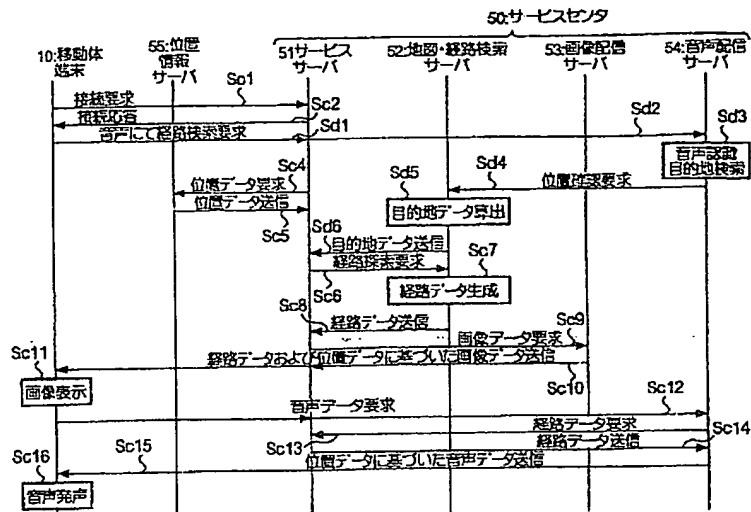 50:サービスセンタ
10:移動体
端末
55:位置
情報
サーバ
51サービス
サーバ
52:地図・経路検索
サーバ
53:画像配信
サーバ
54:音声配信
サーバ
接続要求
Sc1
接続応答
Sc2
音声にて経路検索要求
Sd1
Sd2
Sd3
音声認識
目的地検索
位置データ要求
Sc4
Sd4
位置確認要求
位置データ送信
Sc5
Sd5
目的地データ算出
Sd6
目的地データ送信
経路探索要求
Sc6
Sc7
経路データ生成
Sc8
経路データ送信
画像データ要求
Sc9
経路データおよび位置データに基づいた画像データ送信
Sc10
Sc11
画像表示
音声データ要求
Sc12
経路データ要求
Sc13
経路データ送信
Sc14
Sc15
位置データに基づいた音声データ送信
Sc16
音声発声